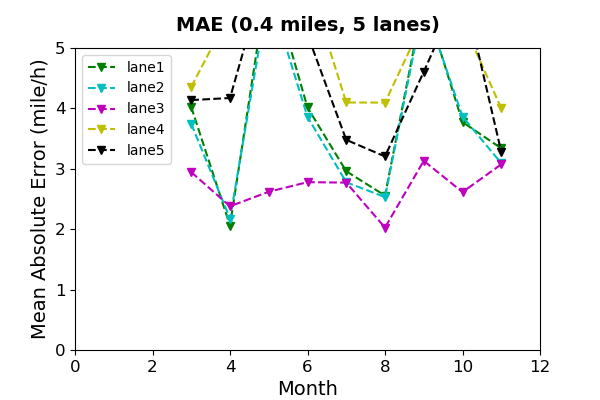 MAE (0.4 miles, 5 lanes)
Mean Absolute Error (mile/h)
5
4
3
2
1
0
lane1
lane2
lane3
lane4
lane5
0 2 4 6 8 10 12
Month